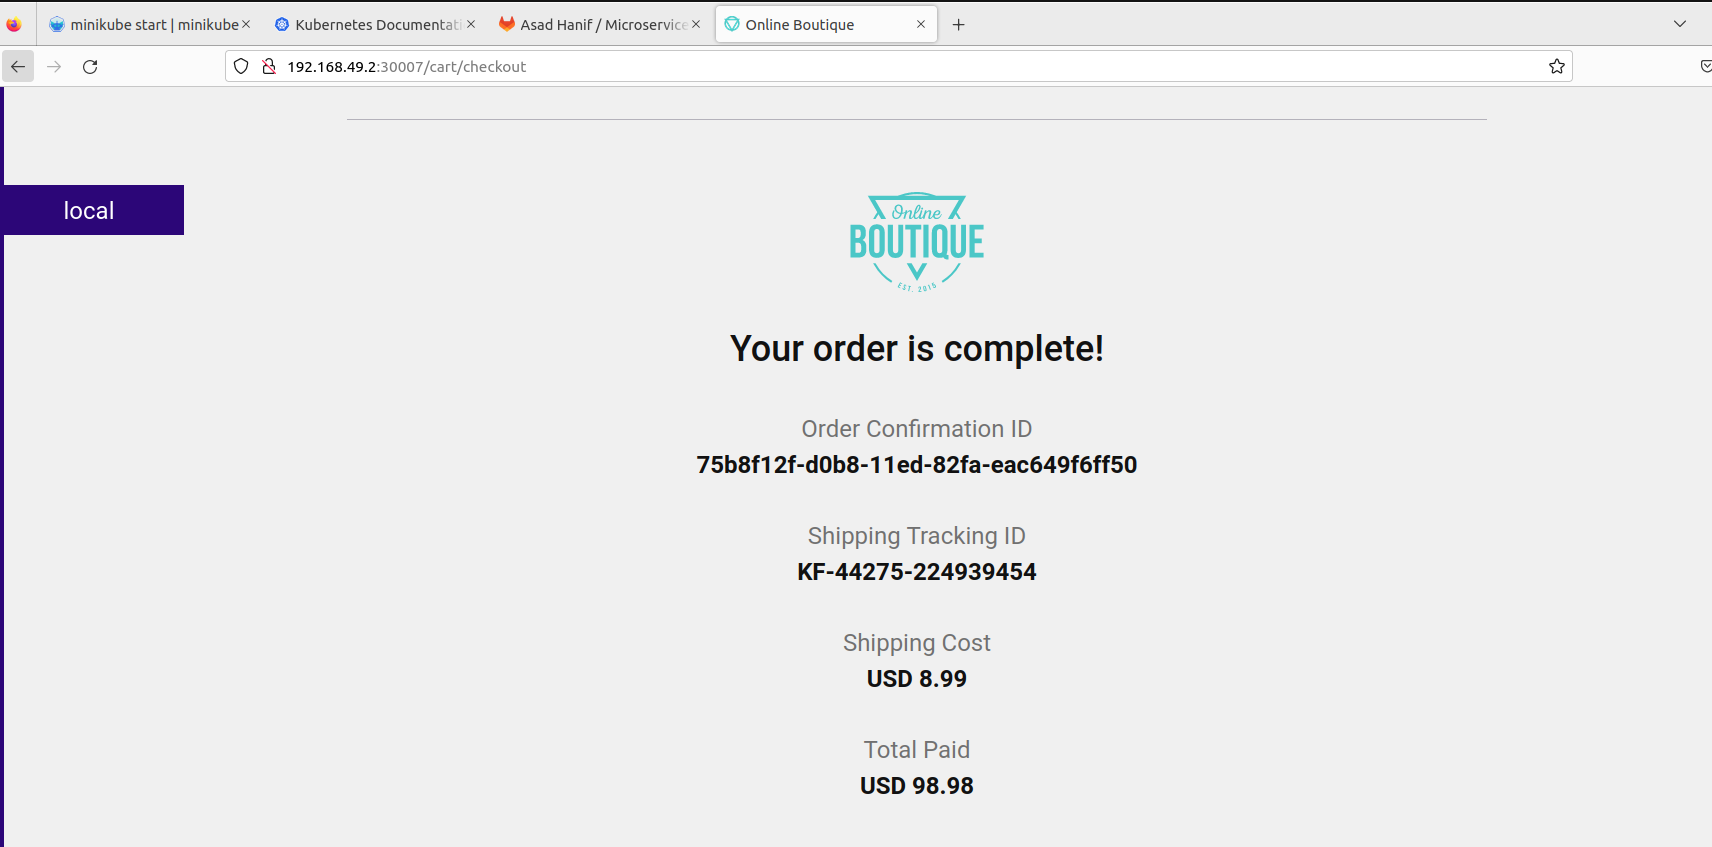 minikube start | minikube
Kubernetes Documentati
Asad Hanif / Microservice
Online Boutique
192.168.49.2:30007/cart/checkout
local
Online
BOUTIQUE
EST. 2016
Your order is complete!
Order Confirmation ID
75b8f12f-d0b8-11ed-82fa-eac649f6ff50
Shipping Tracking ID
KF-44275-224939454
Shipping Cost
USD 8.99
Total Paid
USD 98.98